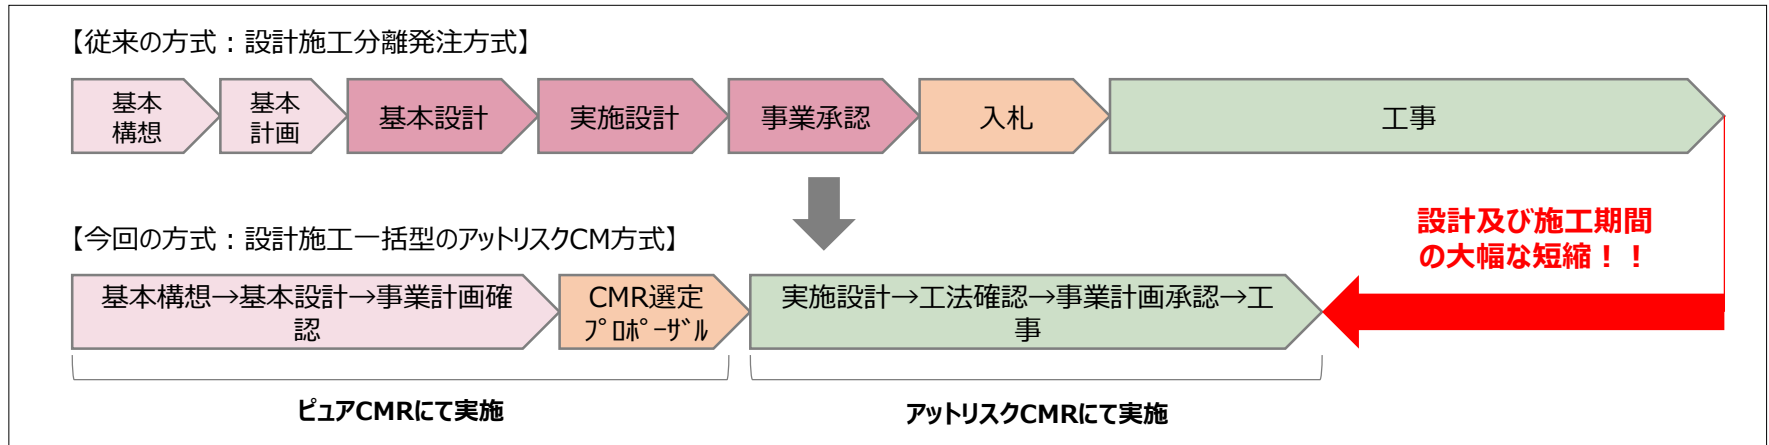 【従来の方式：設計施工分離発注方式】
基本
構想
基本
計画
基本設計
実施設計
事業承認
入札
工事
【今回の方式：設計施工一括型のアットリスクCM方式】
設計及び施工期間
の大幅な短縮！！
基本構想→基本設計→事業計画確
認
CMR選定
ﾌﾟﾛﾎﾟｰｻﾞﾙ
実施設計→工法確認→事業計画承認→工
事
ピュアCMRにて実施
アットリスクCMRにて実施